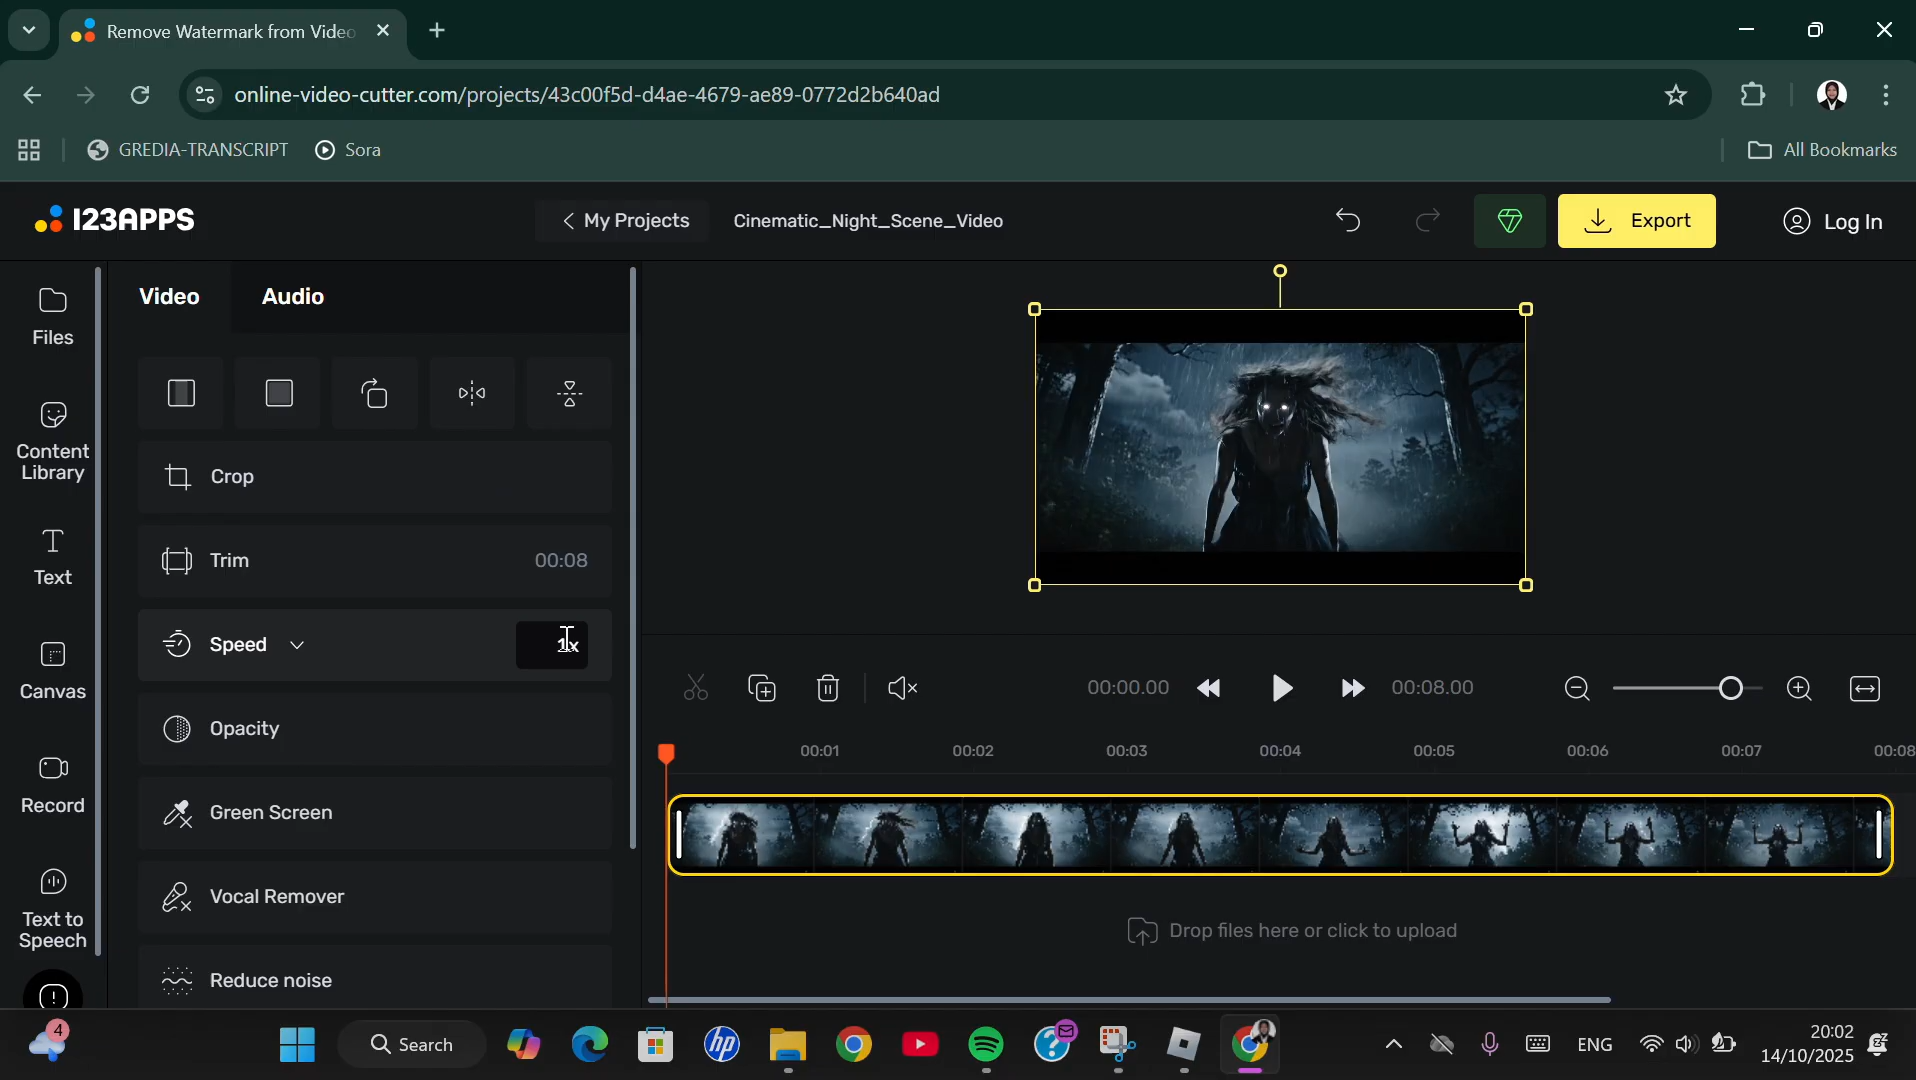 Remove Watermark from Video
online-video-cutter.com/projects/43c00f5d-d4ae-4679-ae89-0772d2b640ad
GREDIA-TRANSCRIPT
Sora
All Bookmarks
123APPS
My Projects
Cinematic_Night_Scene_Video
Export
Log In
Files
Content
Library
Text
Canvas
Record
Text to
Speech
Video
Audio
Crop
Trim
00:08
Speed
1x
Opacity
Green Screen
Vocal Remover
Reduce noise
00:00.00
00:08.00
00:01
00:02
00:03
00:04
00:05
00:06
00:07
00:08
Drop files here or click to upload
4
Search
hp
ENG
20:02
14/10/2025